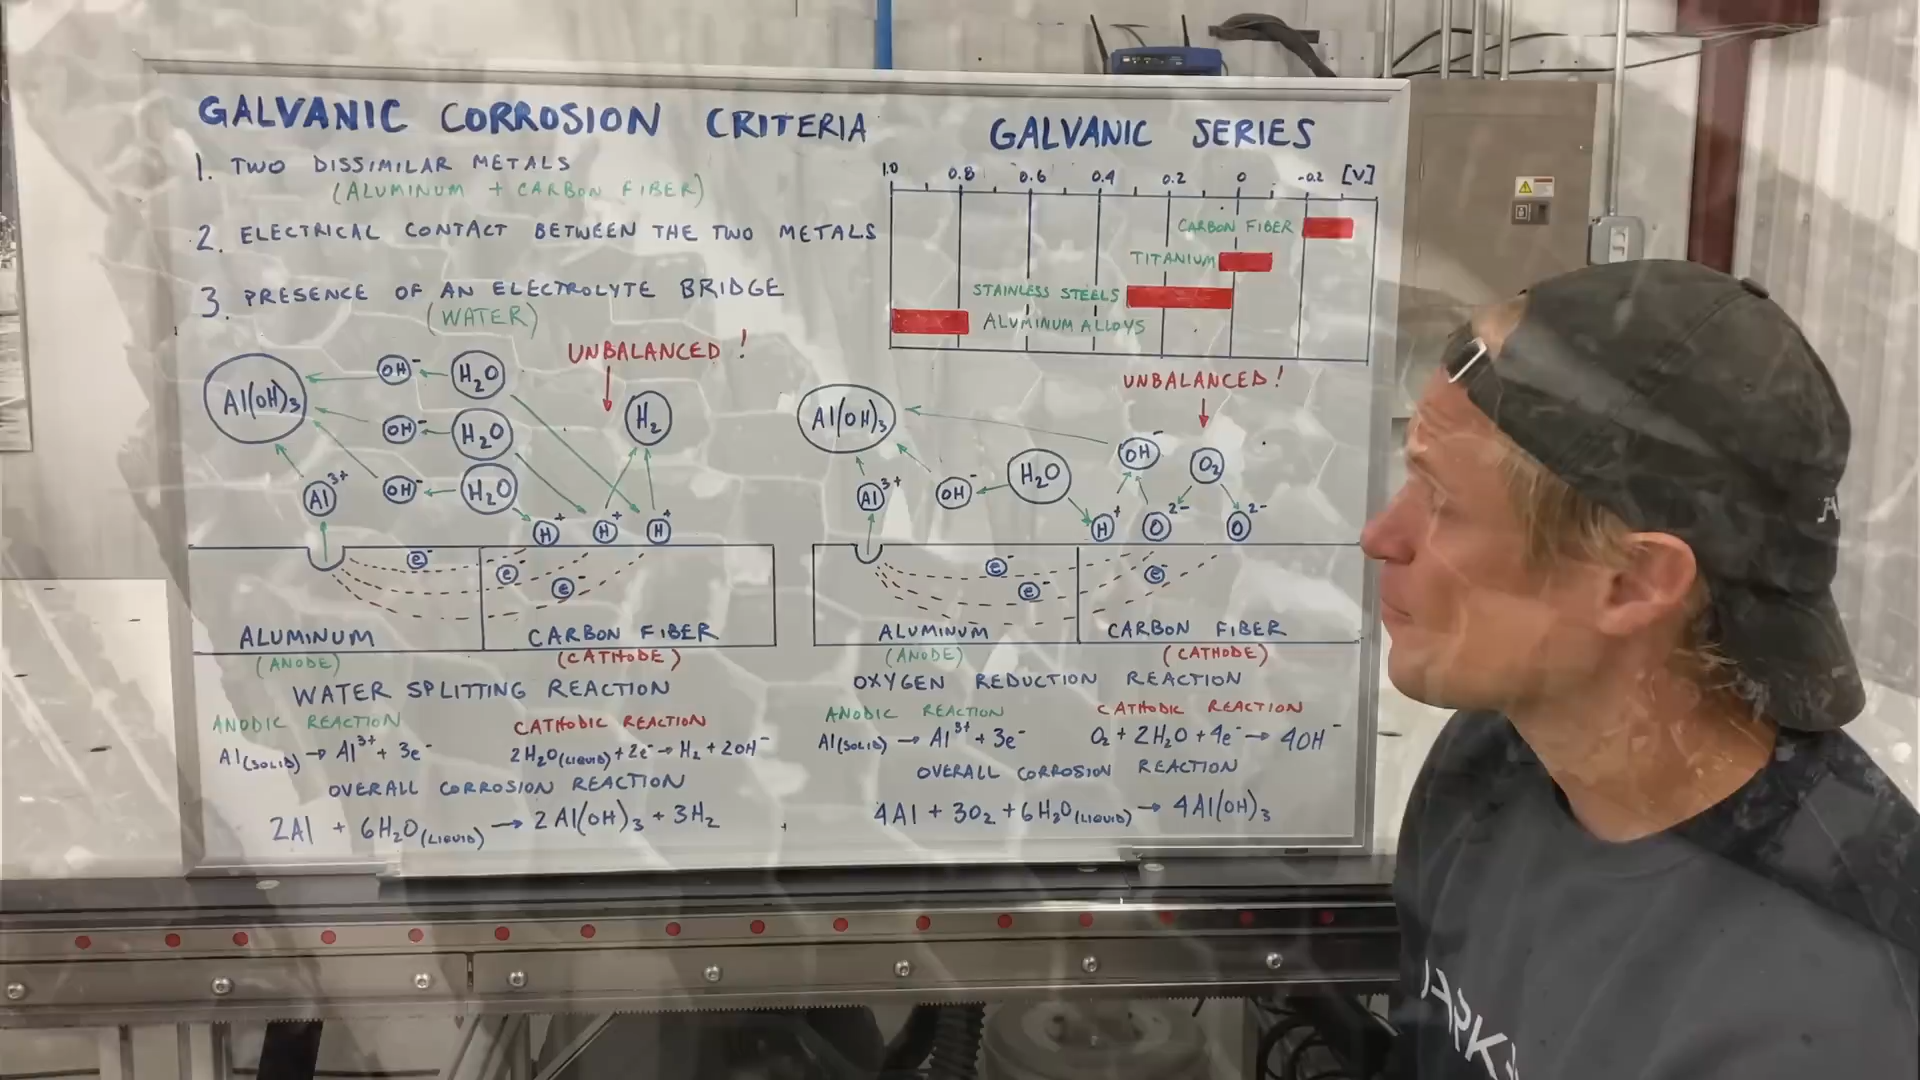 GALVANIC CORROSION CRITERIA
1. TWO DISSIMILAR METALS
(ALUMINUM + CARBON FIBER)
2. ELECTRICAL CONTACT BETWEEN THE TWO METALS
3. PRESENCE OF AN ELECTROLYTE BRIDGE
(WATER)
UNBALANCED!
Al(OH)₃ OH⁻ H₂O H₂
OH⁻ H₂O
Al³⁺ OH⁻ H₂O
H⁺ H⁺ H⁺
e⁻ e⁻ e⁻
ALUMINUM CARBON FIBER
(ANODE) (CATHODE)
WATER SPLITTING REACTION
ANODIC REACTION CATHODIC REACTION
Al(SOLID) → Al³⁺ + 3e⁻ 2H₂O(LIQUID) + 2e⁻ → H₂ + 2OH⁻
OVERALL CORROSION REACTION
2Al + 6H₂O(LIQUID) → 2Al(OH)₃ + 3H₂
GALVANIC SERIES
1.0 0.8 0.6 0.4 0.2 0 -0.2 [V]
CARBON FIBER
TITANIUM
STAINLESS STEELS
ALUMINUM ALLOYS
UNBALANCED!
Al(OH)₃ OH⁻ O₂
Al³⁺ OH⁻ H₂O
H⁺ O²⁻ O²⁻
e⁻ e⁻ e⁻
ALUMINUM CARBON FIBER
(ANODE) (CATHODE)
OXYGEN REDUCTION REACTION
ANODIC REACTION CATHODIC REACTION
Al(SOLID) → Al³⁺ + 3e⁻ O₂ + 2H₂O + 4e⁻ → 4OH⁻
OVERALL CORROSION REACTION
4Al + 3O₂ + 6H₂O(LIQUID) → 4Al(OH)₃